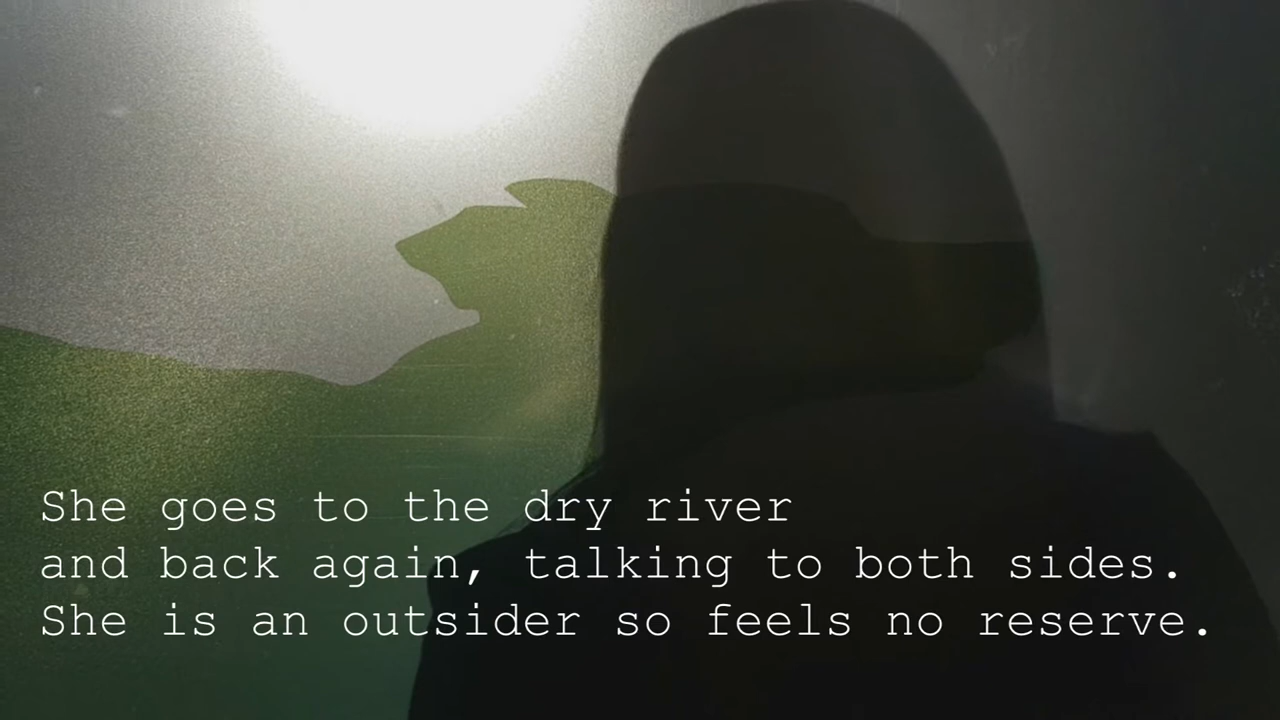 She goes to the dry river
and back again, talking to both sides.
She is an outsider so feels no reserve.